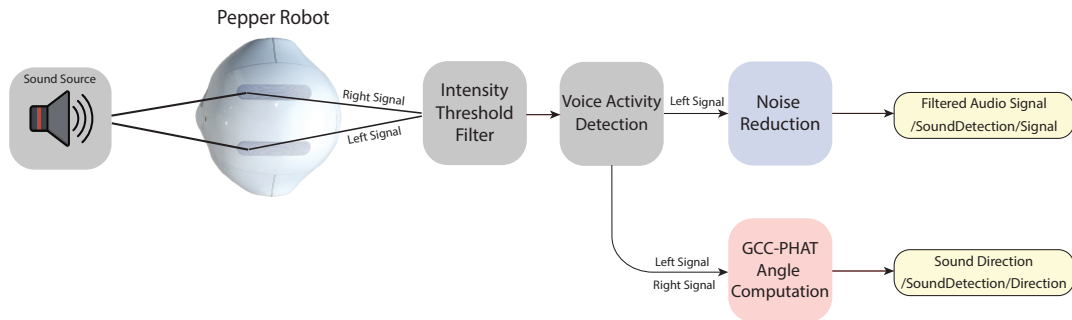 Pepper Robot
Sound Source
Right Signal
Left Signal
Intensity
Threshold
Filter
Voice Activity
Detection
Left Signal
Noise
Reduction
Filtered Audio Signal
/SoundDetection/Signal
Left Signal
Right Signal
GCC-PHAT
Angle
Computation
Sound Direction
/SoundDetection/Direction